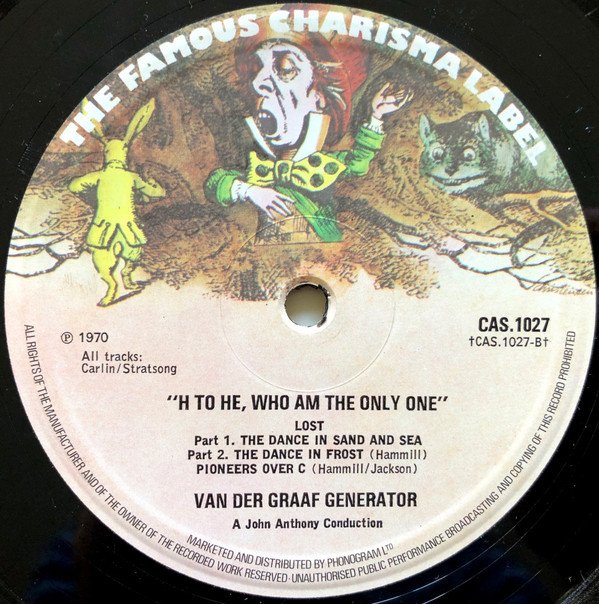 THE FAMOUS CHARISMA LABEL
℗ 1970
All tracks:
Carlin/Stratsong
CAS.1027
†CAS.1027-B†
"H TO HE, WHO AM THE ONLY ONE"
LOST
Part 1. THE DANCE IN SAND AND SEA
Part 2. THE DANCE IN FROST (Hammill)
PIONEERS OVER C (Hammill/Jackson)
VAN DER GRAAF GENERATOR
A John Anthony Conduction
MARKETED AND DISTRIBUTED BY PHONOGRAM LTD
ALL RIGHTS OF THE MANUFACTURER AND OF THE OWNER OF THE RECORDED WORK RESERVED·UNAUTHORISED PUBLIC PERFORMANCE BROADCASTING AND COPYING OF THIS RECORD PROHIBITED